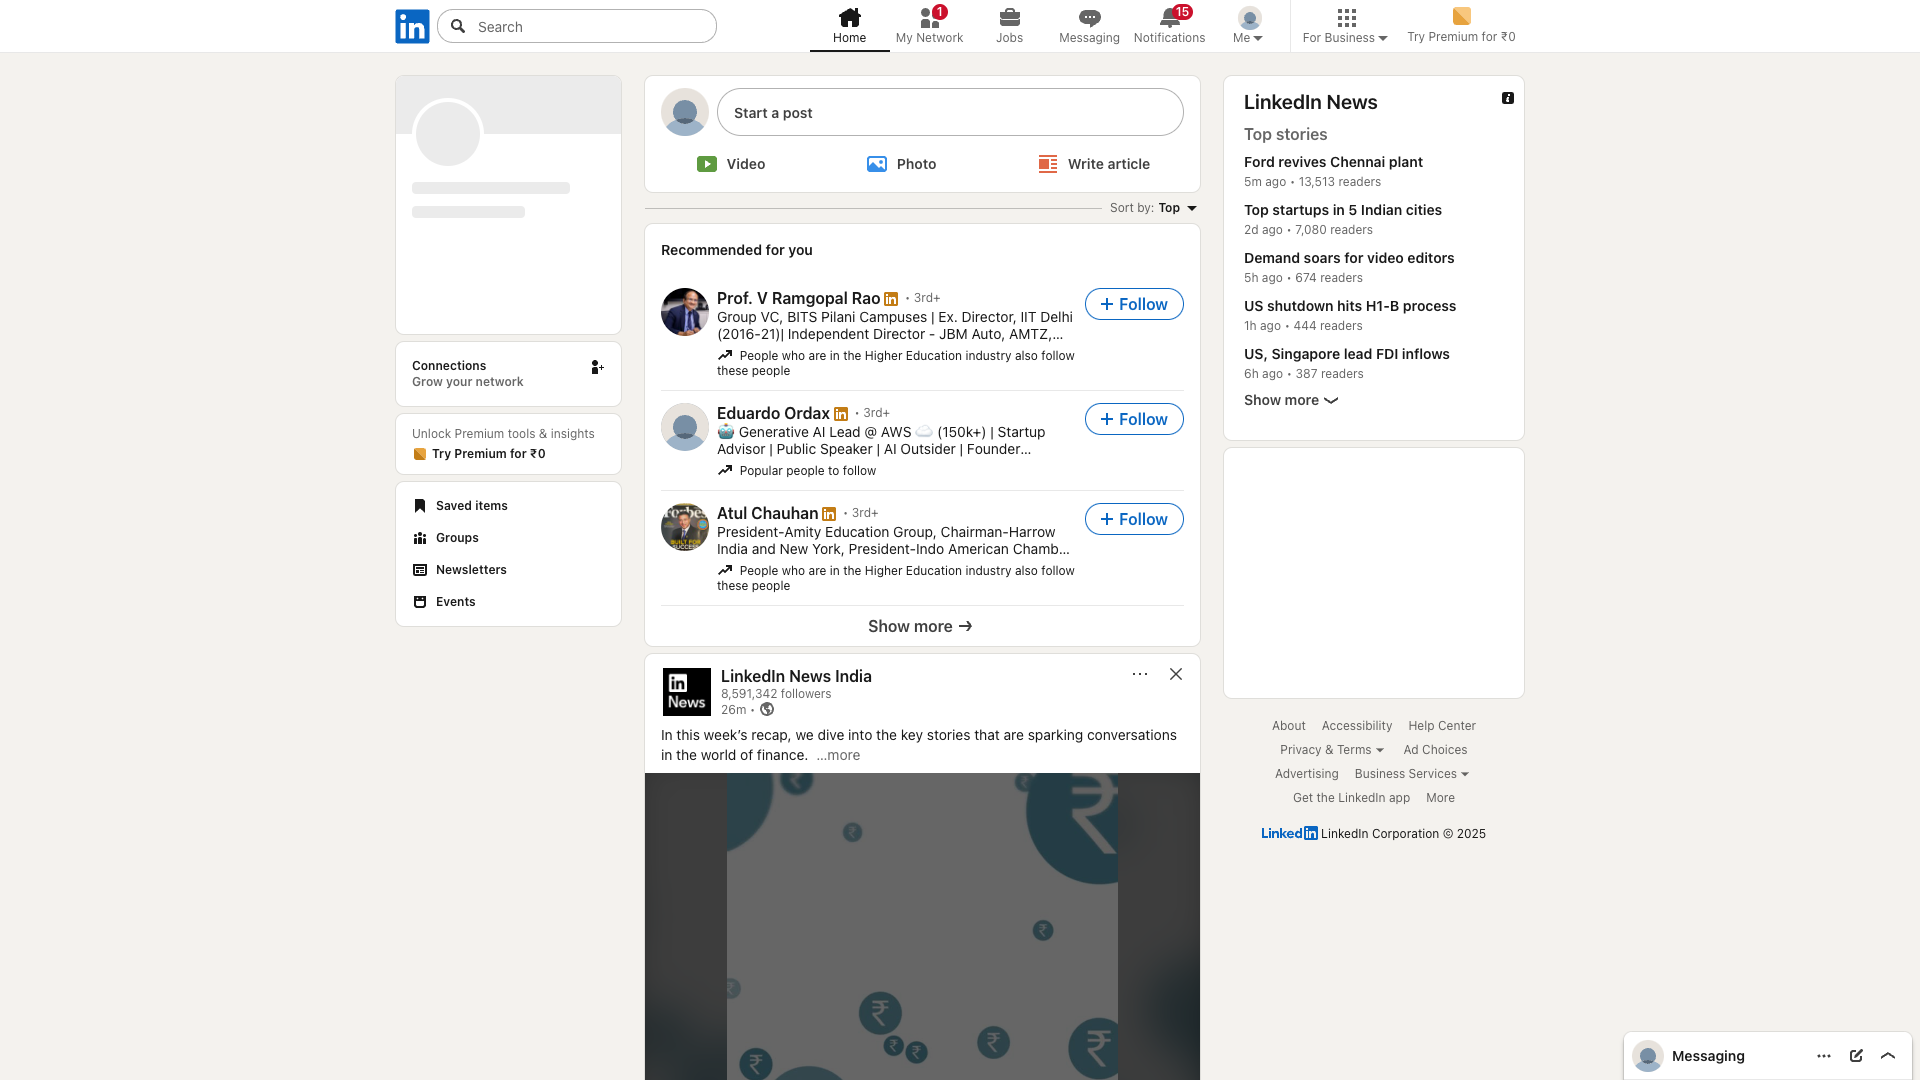 in
Search
Home
1
My Network
Jobs
Messaging
15
Notifications
Me
For Business
Try Premium for ₹0
Connections
Grow your network
Unlock Premium tools & insights
Try Premium for ₹0
Saved items
Groups
Newsletters
Events
Start a post
Video
Photo
Write article
Sort by: Top
Recommended for you
Prof. V Ramgopal Rao in • 3rd+
Group VC, BITS Pilani Campuses | Ex. Director, IIT Delhi
(2016-21)| Independent Director - JBM Auto, AMTZ,...
People who are in the Higher Education industry also follow
these people
+ Follow
Eduardo Ordax in • 3rd+
🤖 Generative AI Lead @ AWS ☁️ (150k+) | Startup
Advisor | Public Speaker | AI Outsider | Founder...
Popular people to follow
+ Follow
Atul Chauhan in • 3rd+
President-Amity Education Group, Chairman-Harrow
India and New York, President-Indo American Chamb...
People who are in the Higher Education industry also follow
these people
+ Follow
Show more →
in
News
LinkedIn News India
8,591,342 followers
26m •
In this week’s recap, we dive into the key stories that are sparking conversations
in the world of finance. ...more
LinkedIn News
Top stories
Ford revives Chennai plant
5m ago • 13,513 readers
Top startups in 5 Indian cities
2d ago • 7,080 readers
Demand soars for video editors
5h ago • 674 readers
US shutdown hits H1-B process
1h ago • 444 readers
US, Singapore lead FDI inflows
6h ago • 387 readers
Show more
About Accessibility Help Center
Privacy & Terms Ad Choices
Advertising Business Services
Get the LinkedIn app More
Linked in LinkedIn Corporation © 2025
Messaging